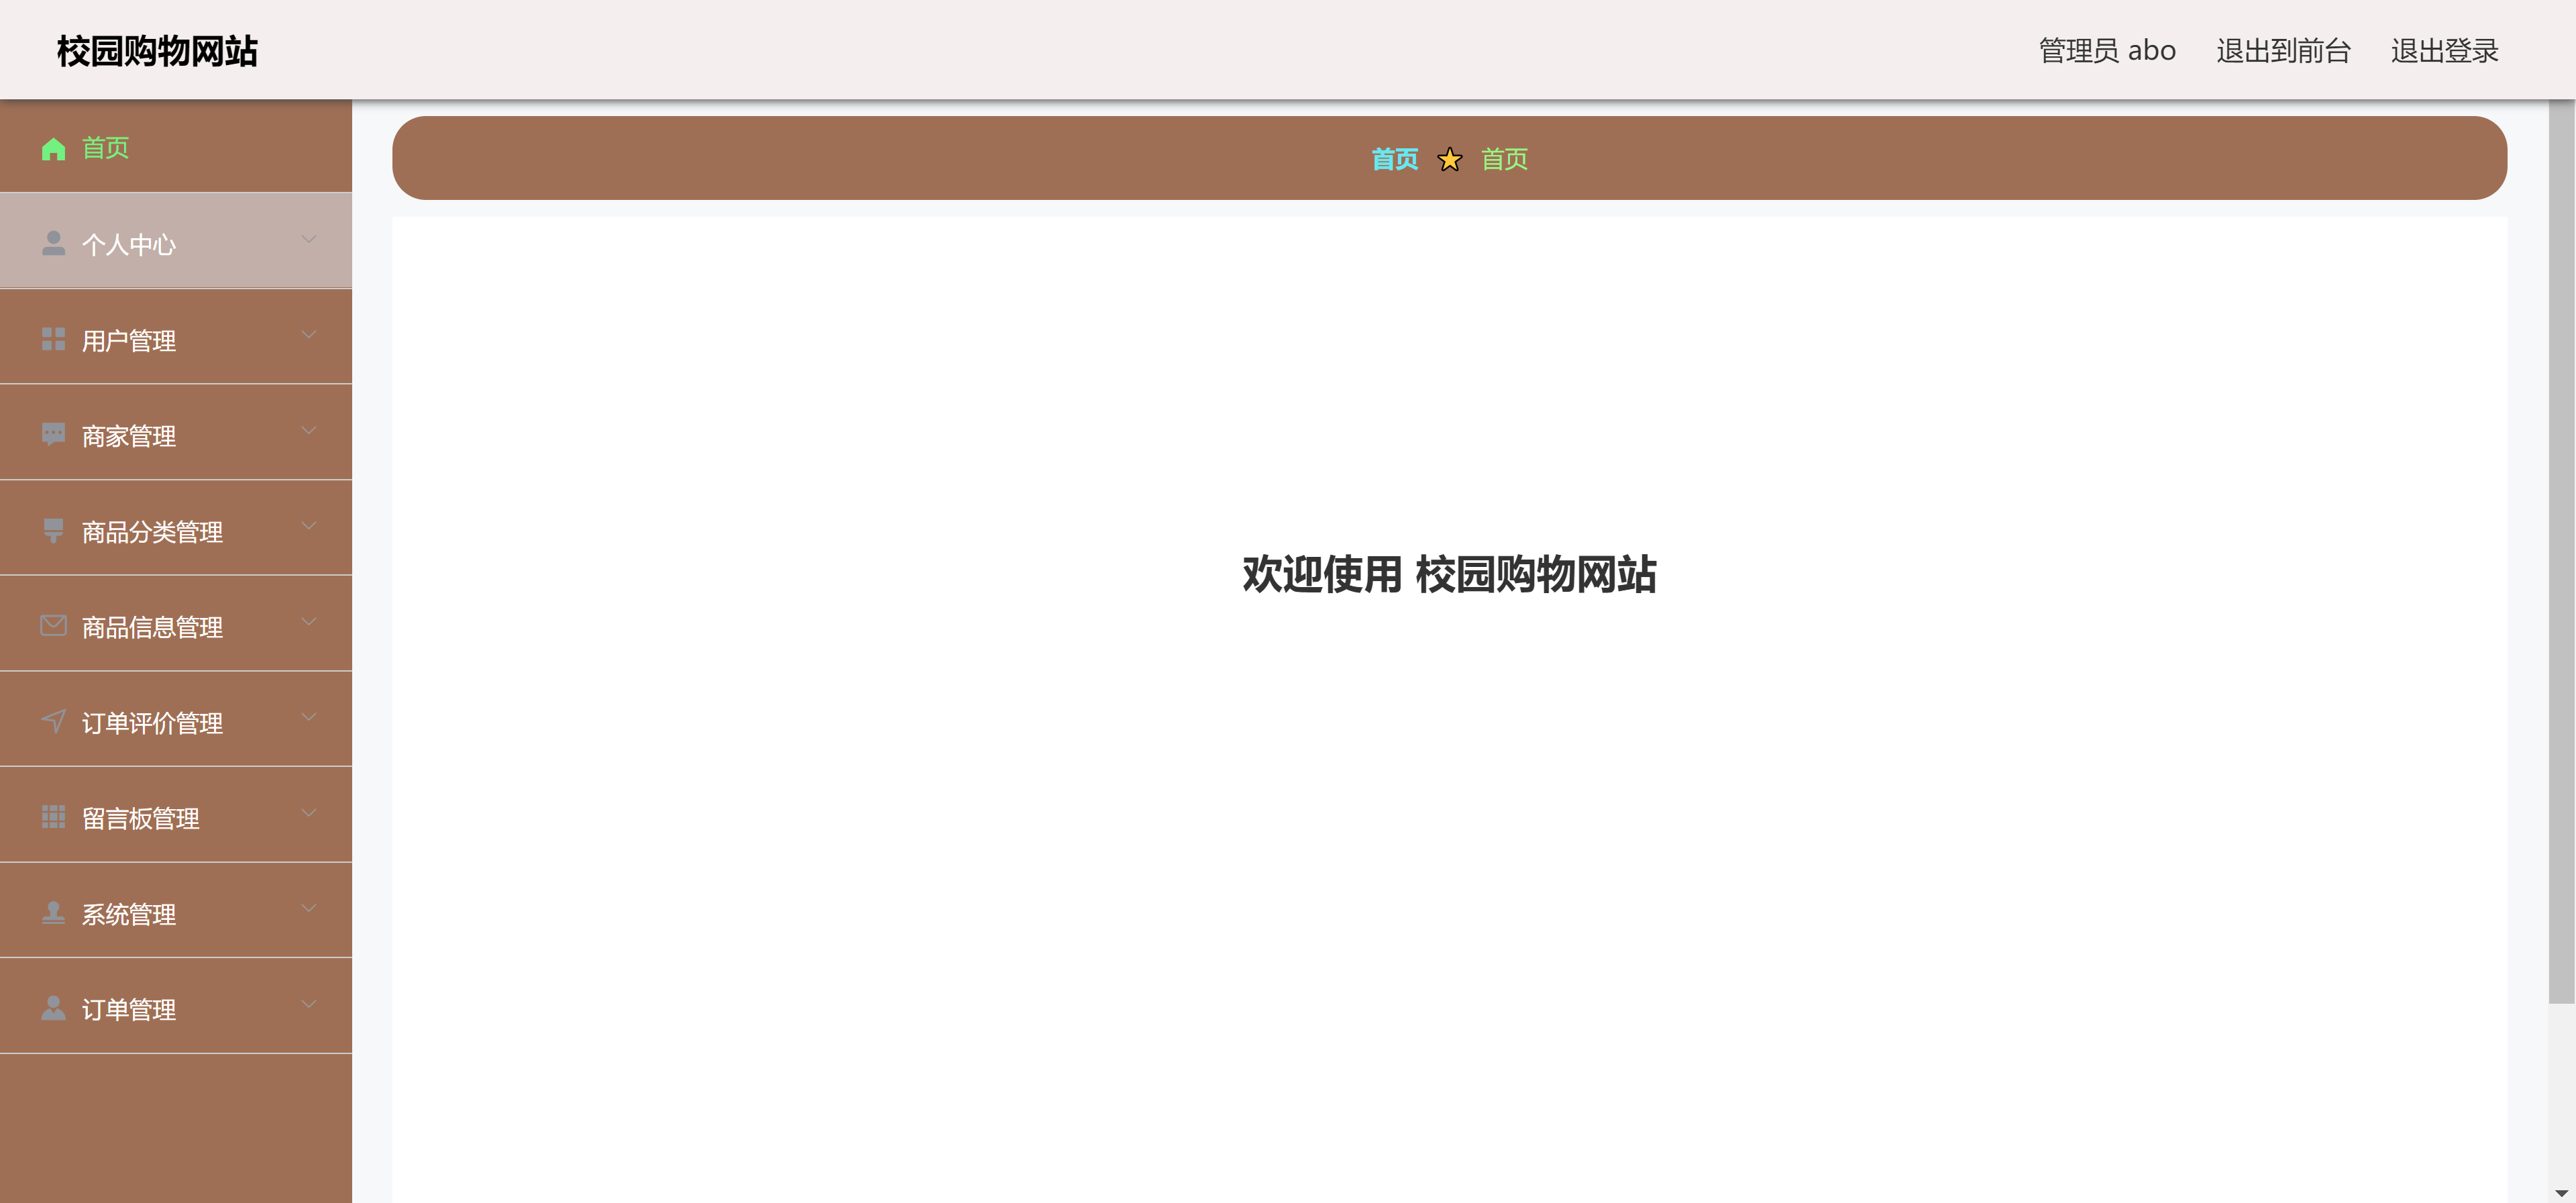 校园购物网站
管理员 abo 退出到前台 退出登录
首页
个人中心
用户管理
商家管理
商品分类管理
商品信息管理
订单评价管理
留言板管理
系统管理
订单管理
首页 首页
欢迎使用 校园购物网站